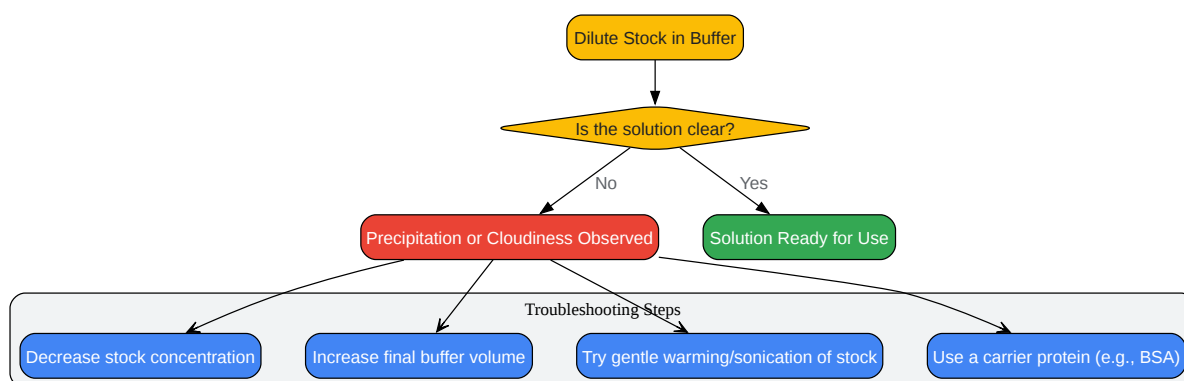 Dilute Stock in Buffer
Is the solution clear?
No
Yes
Precipitation or Cloudiness Observed
Solution Ready for Use
Troubleshooting Steps
Decrease stock concentration
Increase final buffer volume
Try gentle warming/sonication of stock
Use a carrier protein (e.g., BSA)